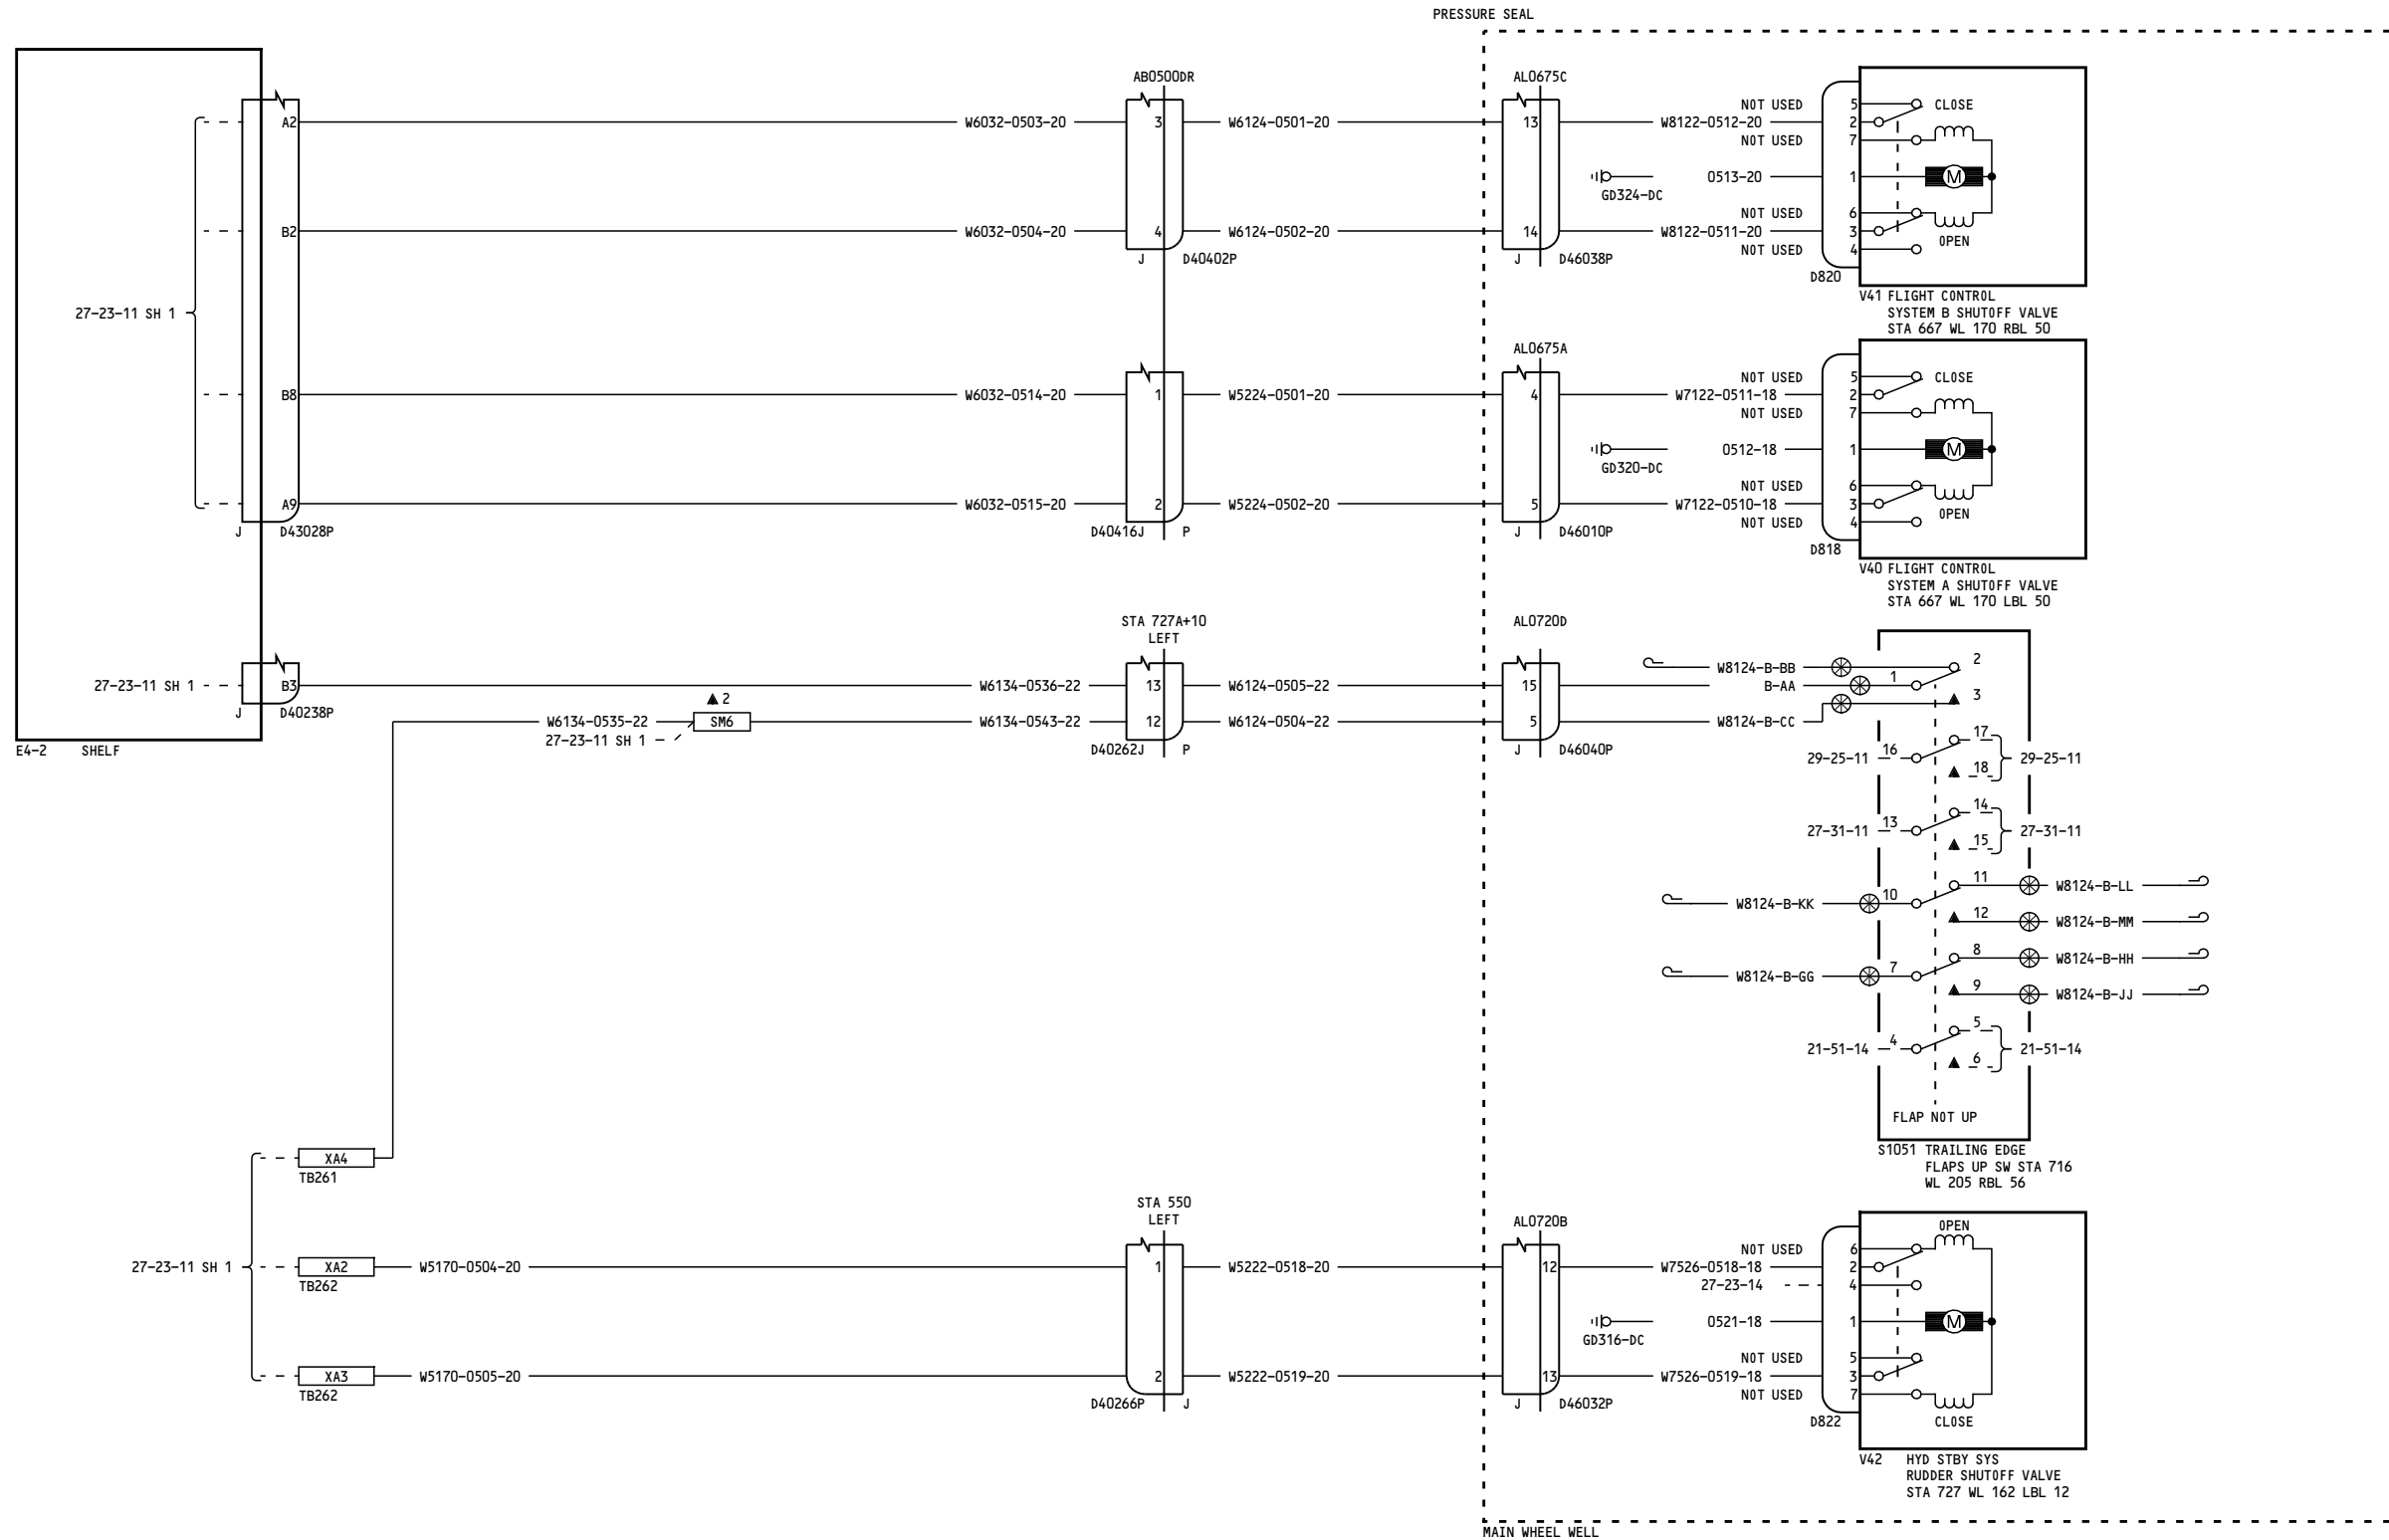 PRESSURE SEAL
AB0500DR
AL0675C
A2
W6032-0503-20
3
W6124-0501-20
13
NOT USED
W8122-0512-20
NOT USED
0513-20
GD324-DC
NOT USED
B2
W6032-0504-20
4
W6124-0502-20
14
W8122-0511-20
NOT USED
J
D40402P
J
D46038P
D820
5
2
7
1
6
3
4
CLOSE
M
OPEN
V41 FLIGHT CONTROL
SYSTEM B SHUTOFF VALVE
STA 667 WL 170 RBL 50
27-23-11 SH 1
AL0675A
B8
W6032-0514-20
1
W5224-0501-20
4
NOT USED
W7122-0511-18
NOT USED
0512-18
GD320-DC
NOT USED
A9
W6032-0515-20
2
W5224-0502-20
5
W7122-0510-18
NOT USED
J
D43028P
D40416J
P
J
D46010P
D818
5
2
7
1
6
3
4
CLOSE
M
OPEN
V40 FLIGHT CONTROL
SYSTEM A SHUTOFF VALVE
STA 667 WL 170 LBL 50
STA 727A+10
LEFT
AL0720D
27-23-11 SH 1
B3
W6134-0536-22
13
W6124-0505-22
15
W8124-B-BB
B-AA
W8124-B-CC
J
D40238P
2
W6134-0535-22
SM6
27-23-11 SH 1
W6134-0543-22
12
W6124-0504-22
5
D40262J
P
J
D46040P
E4-2 SHELF
1
2
3
29-25-11
16
17
18
29-25-11
27-31-11
13
14
15
27-31-11
W8124-B-KK
10
11
W8124-B-LL
12
W8124-B-MM
W8124-B-GG
7
8
W8124-B-HH
9
W8124-B-JJ
21-51-14
4
5
6
21-51-14
FLAP NOT UP
S1051 TRAILING EDGE
FLAPS UP SW STA 716
WL 205 RBL 56
XA4
TB261
27-23-11 SH 1
XA2
TB262
W5170-0504-20
XA3
TB262
W5170-0505-20
STA 550
LEFT
1
2
D40266P
J
W5222-0518-20
W5222-0519-20
AL0720B
12
13
J
D46032P
NOT USED
W7526-0518-18
27-23-14
0521-18
GD316-DC
NOT USED
W7526-0519-18
NOT USED
D822
6
2
4
1
5
3
7
OPEN
M
CLOSE
V42 HYD STBY SYS
RUDDER SHUTOFF VALVE
STA 727 WL 162 LBL 12
MAIN WHEEL WELL